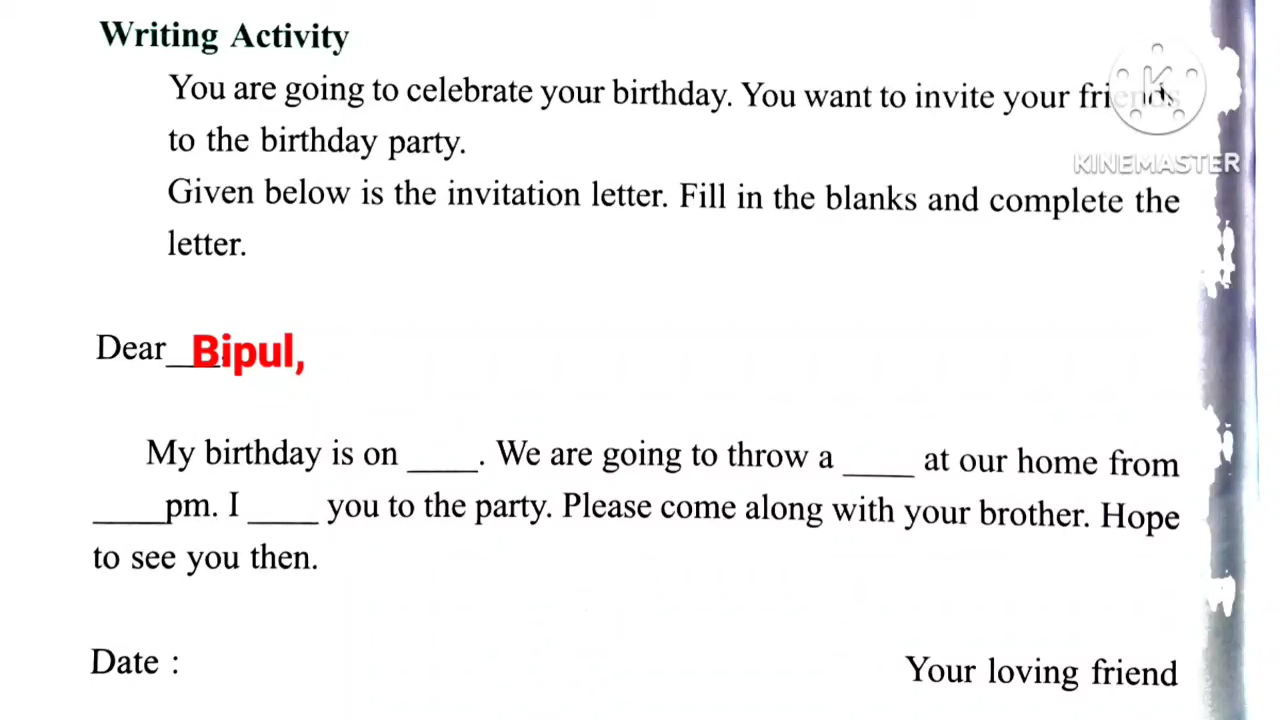 Writing Activity
You are going to celebrate your birthday. You want to invite your friends
to the birthday party.
KINEMASTER
Given below is the invitation letter. Fill in the blanks and complete the
letter.
Dear Bipul,
My birthday is on ____. We are going to throw a ____ at our home from
____pm. I ____ you to the party. Please come along with your brother. Hope
to see you then.
Date :
Your loving friend